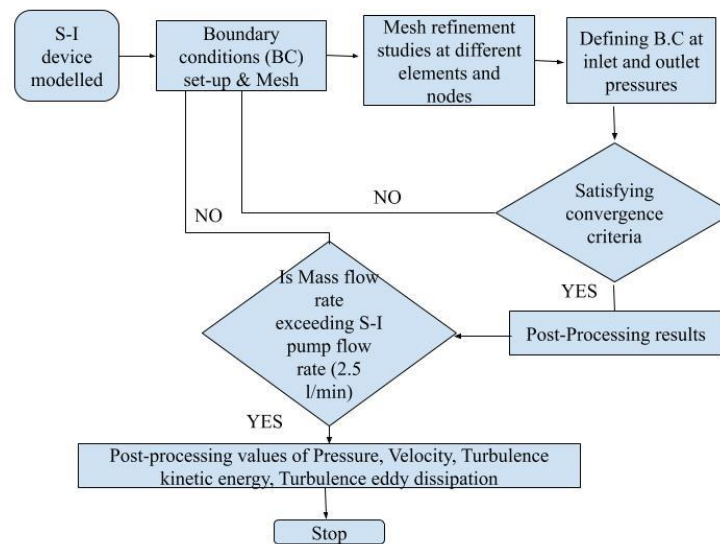 S-I
device
modelled
Boundary
conditions (BC)
set-up & Mesh
Mesh refinement
studies at different
elements and
nodes
Defining B.C at
inlet and outlet
pressures
Satisfying
convergence
criteria
NO
NO
YES
Post-Processing results
Is Mass flow
rate
exceeding S-I
pump flow
rate (2.5
l/min)
YES
Post-processing values of Pressure, Velocity, Turbulence
kinetic energy, Turbulence eddy dissipation
Stop